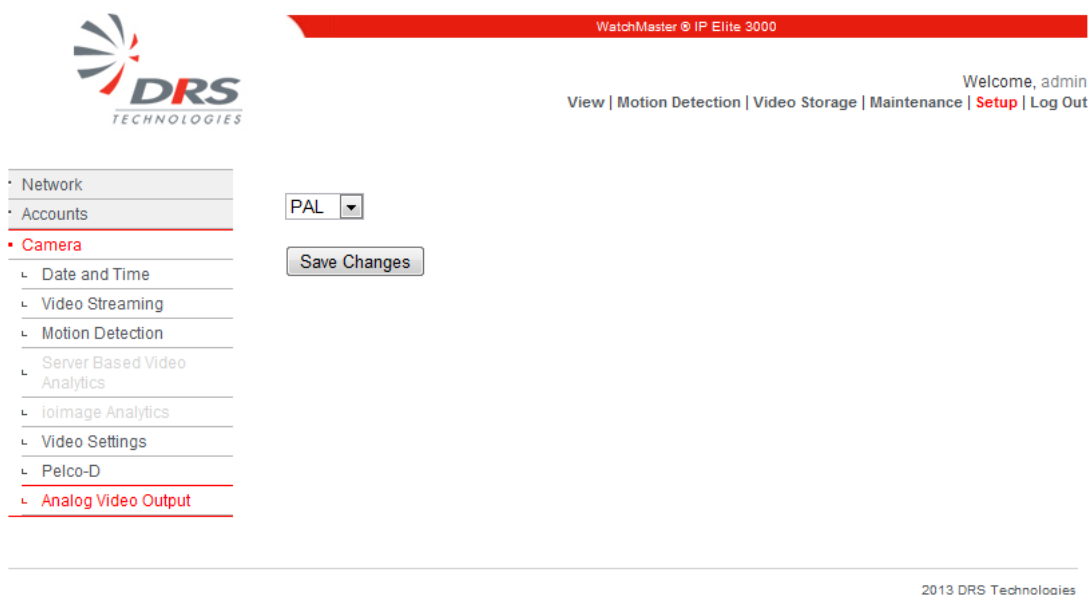 WatchMaster ® IP Elite 3000
DRS
TECHNOLOGIES
Welcome, admin
View | Motion Detection | Video Storage | Maintenance | Setup | Log Out
Network
Accounts
Camera
Date and Time
Video Streaming
Motion Detection
Server Based Video
Analytics
ioimage Analytics
Video Settings
Pelco-D
Analog Video Output
PAL
Save Changes
2013 DRS Technologies